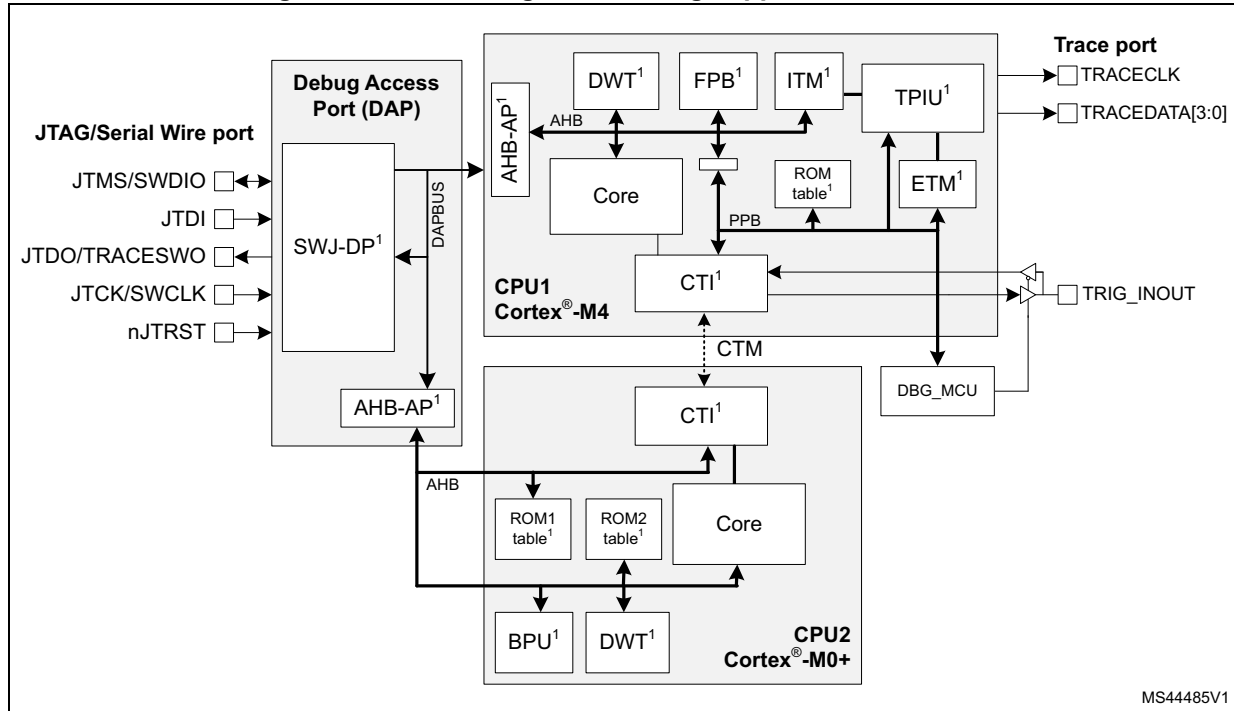 Debug Access
Port (DAP)
JTAG/Serial Wire port
JTMS/SWDIO
JTDI
JTDO/TRACESWO
JTCK/SWCLK
nJTRST
SWJ-DP¹
DAPBUS
AHB-AP¹
AHB-AP¹
AHB
DWT¹
FPB¹
ITM¹
TPIU¹
Core
ROM
table¹
ETM¹
PPB
CTI¹
CPU1
Cortex®-M4
Trace port
TRACECLK
TRACEDATA[3:0]
TRIG_INOUT
DBG_MCU
CTM
CTI¹
AHB
ROM1
table¹
ROM2
table¹
Core
BPU¹
DWT¹
CPU2
Cortex®-M0+
MS44485V1